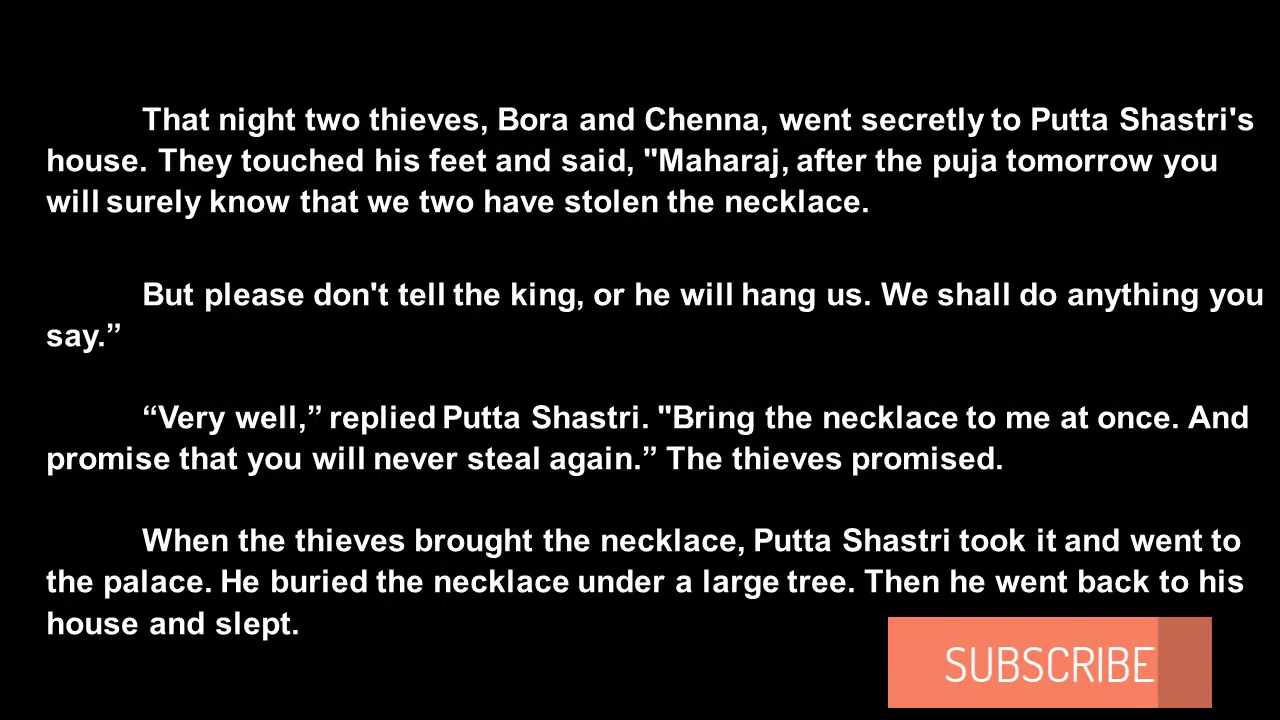 That night two thieves, Bora and Chenna, went secretly to Putta Shastri's
house. They touched his feet and said, "Maharaj, after the puja tomorrow you
will surely know that we two have stolen the necklace.
But please don't tell the king, or he will hang us. We shall do anything you
say.”
“Very well,” replied Putta Shastri. "Bring the necklace to me at once. And
promise that you will never steal again.” The thieves promised.
When the thieves brought the necklace, Putta Shastri took it and went to
the palace. He buried the necklace under a large tree. Then he went back to his
house and slept.
SUBSCRIBE